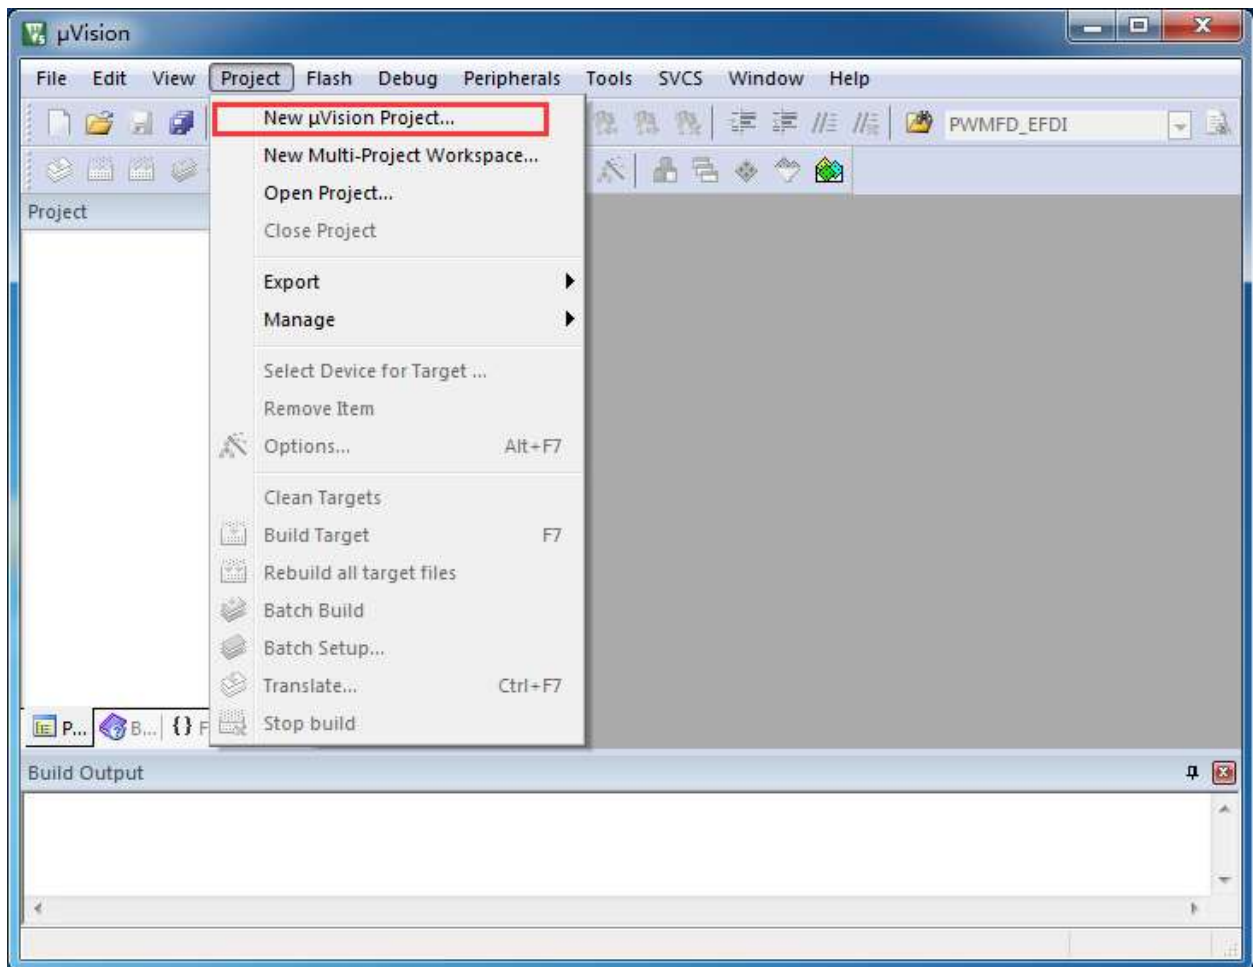 µVision
File Edit View Project Flash Debug Peripherals Tools SVCS Window Help
New µVision Project...
PWMFD_EFDI
New Multi-Project Workspace...
Open Project...
Project
Close Project
Export
Manage
Select Device for Target ...
Remove Item
Options... Alt+F7
Clean Targets
Build Target F7
Rebuild all target files
Batch Build
Batch Setup...
Translate... Ctrl+F7
Stop build
P... B... {} F
Build Output